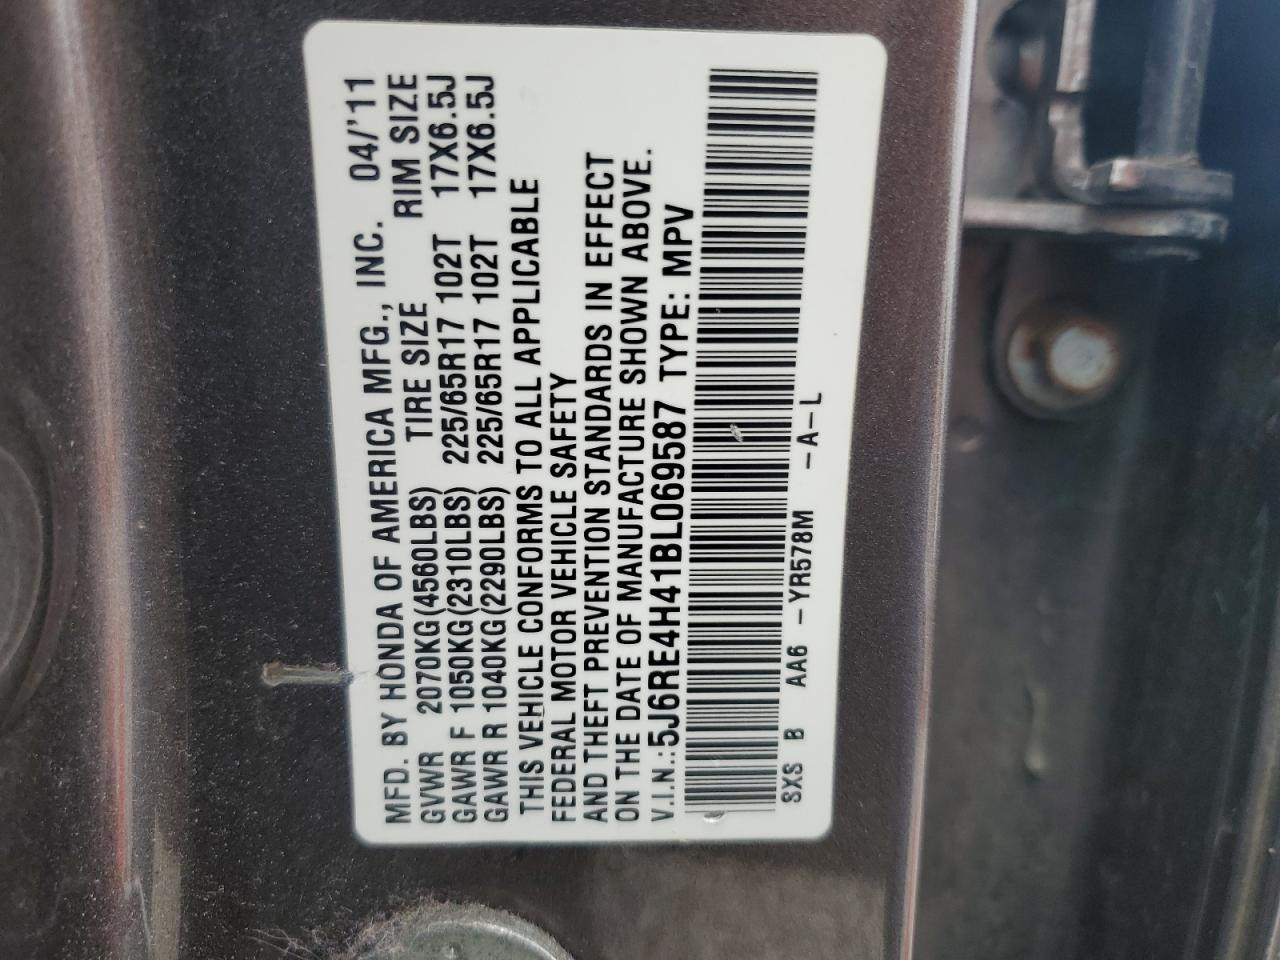 MFD. BY HONDA OF AMERICA MFG., INC. 04/'11
GVWR 2070KG(4560LBS) TIRE SIZE RIM SIZE
GAWR F 1050KG(2310LBS) 225/65R17 102T 17X6.5J
GAWR R 1040KG(2290LBS) 225/65R17 102T 17X6.5J
THIS VEHICLE CONFORMS TO ALL APPLICABLE
FEDERAL MOTOR VEHICLE SAFETY
AND THEFT PREVENTION STANDARDS IN EFFECT
ON THE DATE OF MANUFACTURE SHOWN ABOVE.
V.I.N.:5J6RE4H41BL069587 TYPE: MPV
SXS B AA6 -YR578M -A-L